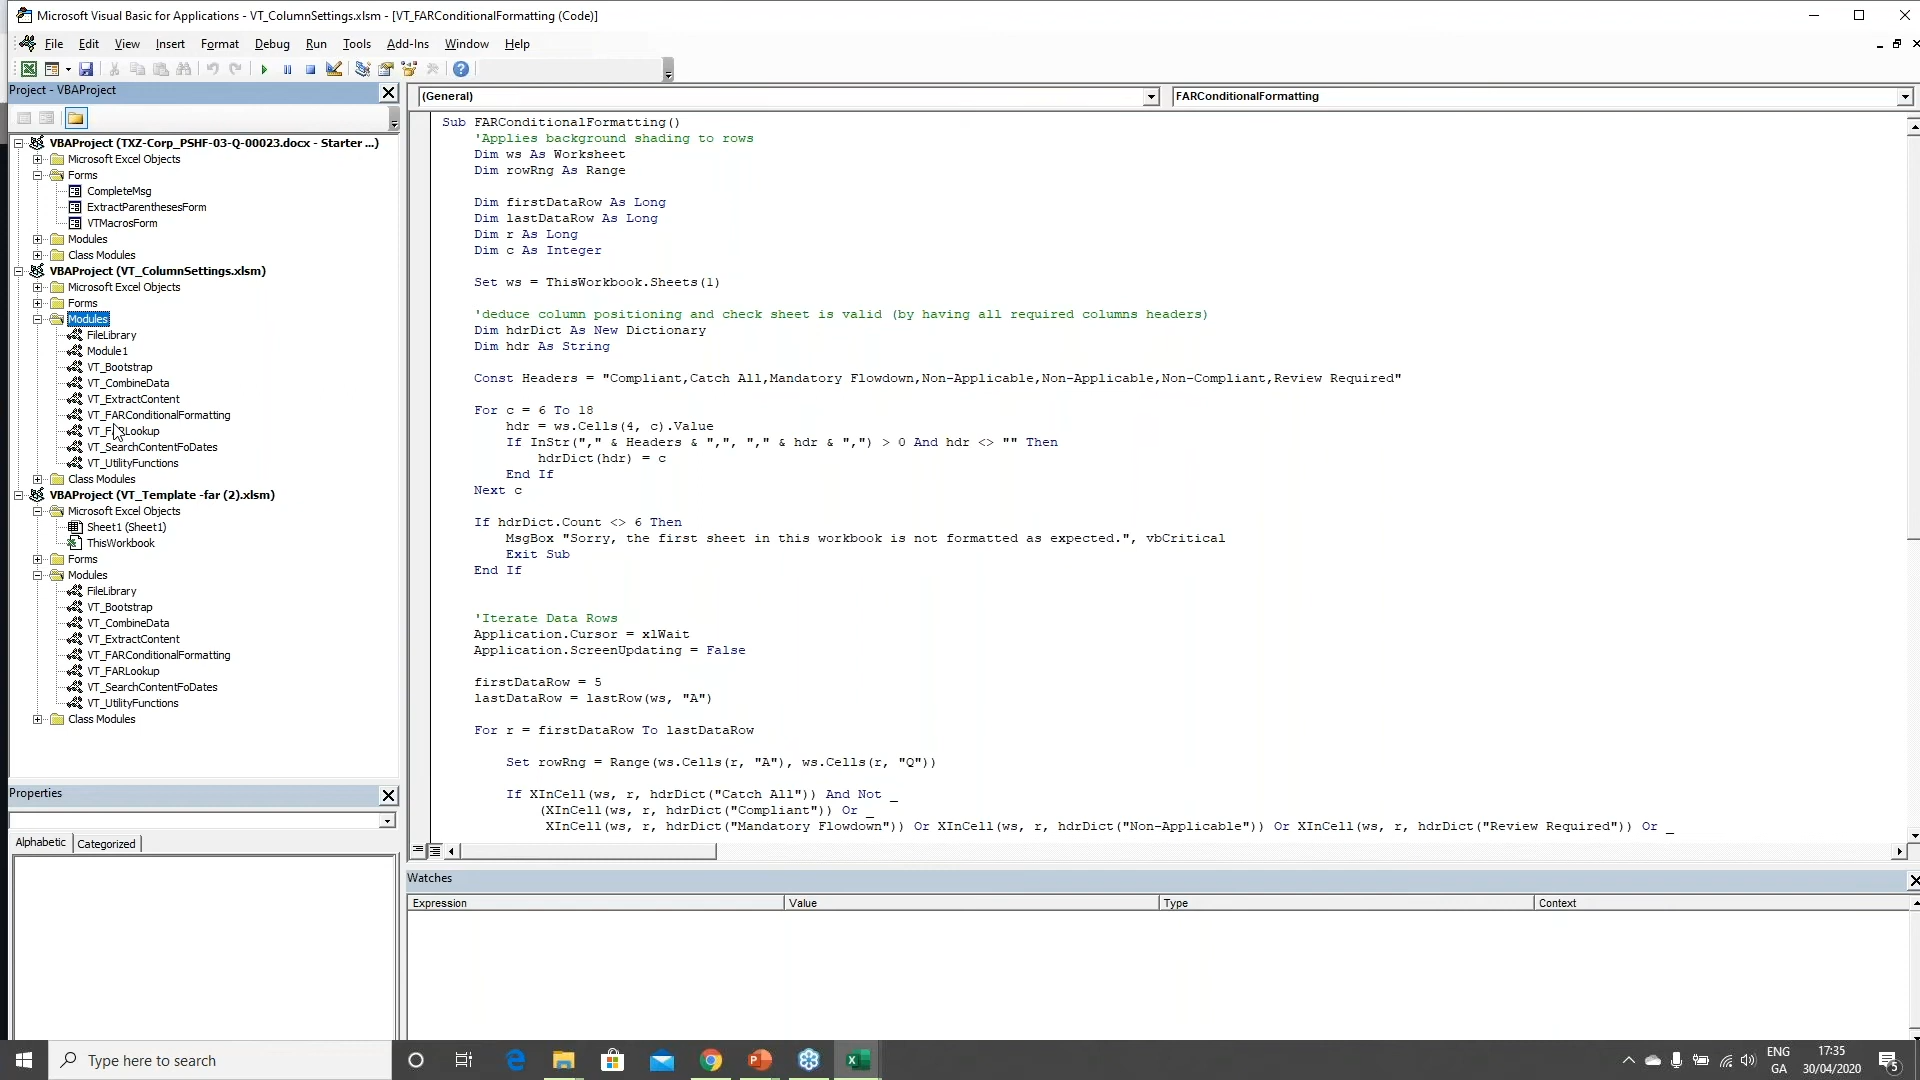 Microsoft Visual Basic for Applications - VT_ColumnSettings.xlsm - [VT_FARConditionalFormatting (Code)]
File Edit View Insert Format Debug Run Tools Add-Ins Window Help
Project - VBAProject
VBAProject (TXZ-Corp_PSHF-03-Q-00023.docx - Starter ...)
Microsoft Excel Objects
Forms
CompleteMsg
ExtractParenthesesForm
VTMacrosForm
Modules
Class Modules
VBAProject (VT_ColumnSettings.xlsm)
Microsoft Excel Objects
Forms
Modules
FileLibrary
Module1
VT_Bootstrap
VT_CombineData
VT_ExtractContent
VT_FARConditionalFormatting
VT_FARLookup
VT_SearchContentFoDates
VT_UtilityFunctions
Class Modules
VBAProject (VT_Template -far (2).xlsm)
Microsoft Excel Objects
Sheet1 (Sheet1)
ThisWorkbook
Forms
Modules
FileLibrary
VT_Bootstrap
VT_CombineData
VT_ExtractContent
VT_FARConditionalFormatting
VT_FARLookup
VT_SearchContentFoDates
VT_UtilityFunctions
Class Modules
Properties
Alphabetic Categorized
(General) FARConditionalFormatting
Sub FARConditionalFormatting()
'Applies background shading to rows
Dim ws As Worksheet
Dim rowRng As Range
Dim firstDataRow As Long
Dim lastDataRow As Long
Dim r As Long
Dim c As Integer
Set ws = ThisWorkbook.Sheets(1)
'deduce column positioning and check sheet is valid (by having all required columns headers)
Dim hdrDict As New Dictionary
Dim hdr As String
Const Headers = "Compliant,Catch All,Mandatory Flowdown,Non-Applicable,Non-Applicable,Non-Compliant,Review Required"
For c = 6 To 18
hdr = ws.Cells(4, c).Value
If InStr("," & Headers & ",", "," & hdr & ",") > 0 And hdr <> "" Then
hdrDict(hdr) = c
End If
Next c
If hdrDict.Count <> 6 Then
MsgBox "Sorry, the first sheet in this workbook is not formatted as expected.", vbCritical
Exit Sub
End If
'Iterate Data Rows
Application.Cursor = xlWait
Application.ScreenUpdating = False
firstDataRow = 5
lastDataRow = lastRow(ws, "A")
For r = firstDataRow To lastDataRow
Set rowRng = Range(ws.Cells(r, "A"), ws.Cells(r, "Q"))
If XInCell(ws, r, hdrDict("Catch All")) And Not _
(XInCell(ws, r, hdrDict("Compliant")) Or _
XInCell(ws, r, hdrDict("Mandatory Flowdown")) Or XInCell(ws, r, hdrDict("Non-Applicable")) Or XInCell(ws, r, hdrDict("Review Required")) Or _
Watches
Expression Value Type Context
Type here to search
ENG
GA
17:35
30/04/2020
5